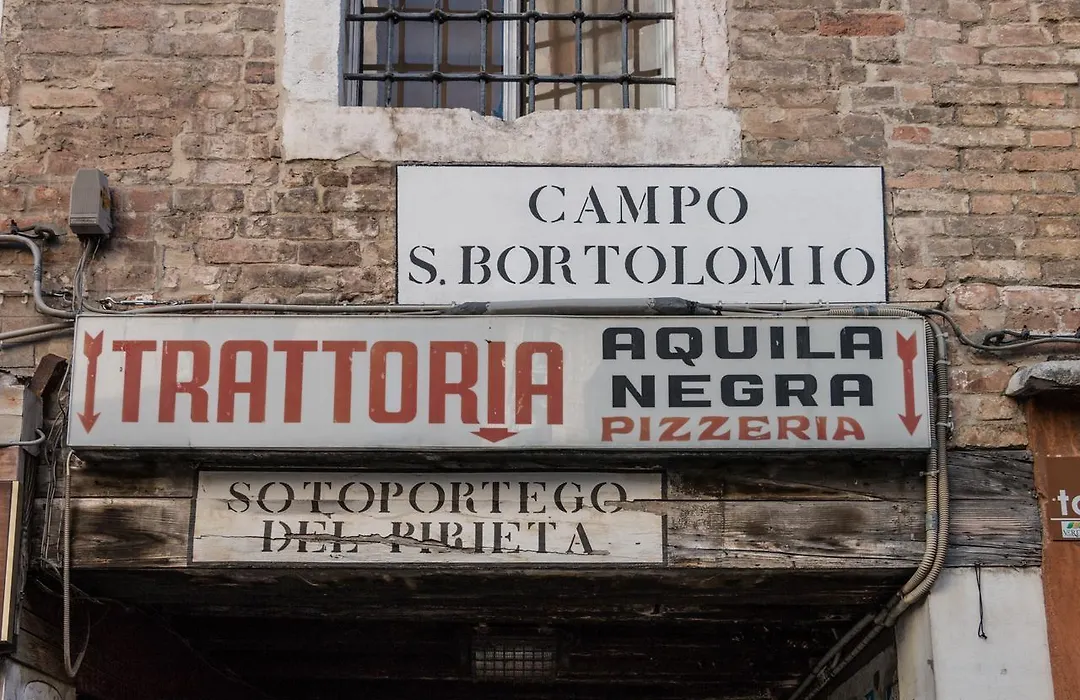 CAMPO
S. BORTOLOMIO
TRATTORIA
AQUILA
NEGRA
PIZZERIA
SOTOPORTEGO
DEL PIRIETA